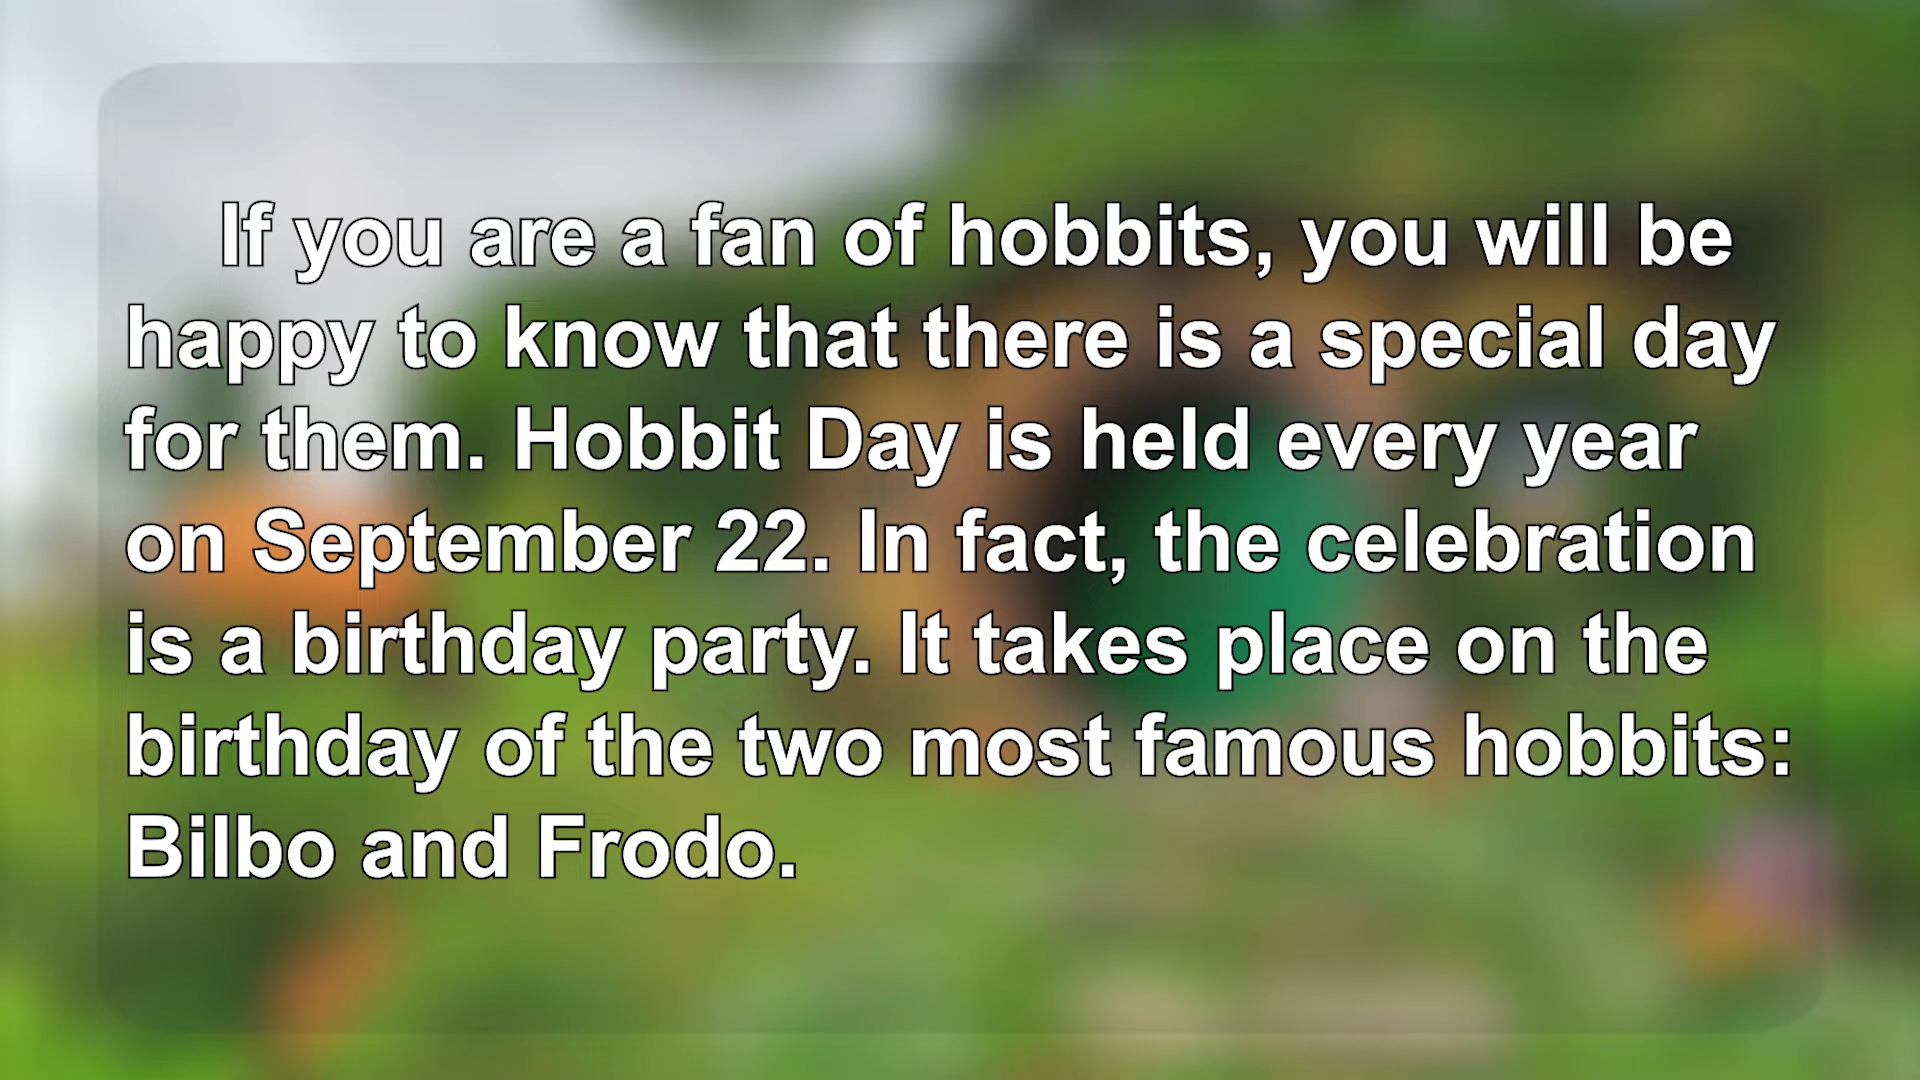 If you are a fan of hobbits, you will be
happy to know that there is a special day
for them. Hobbit Day is held every year
on September 22. In fact, the celebration
is a birthday party. It takes place on the
birthday of the two most famous hobbits:
Bilbo and Frodo.